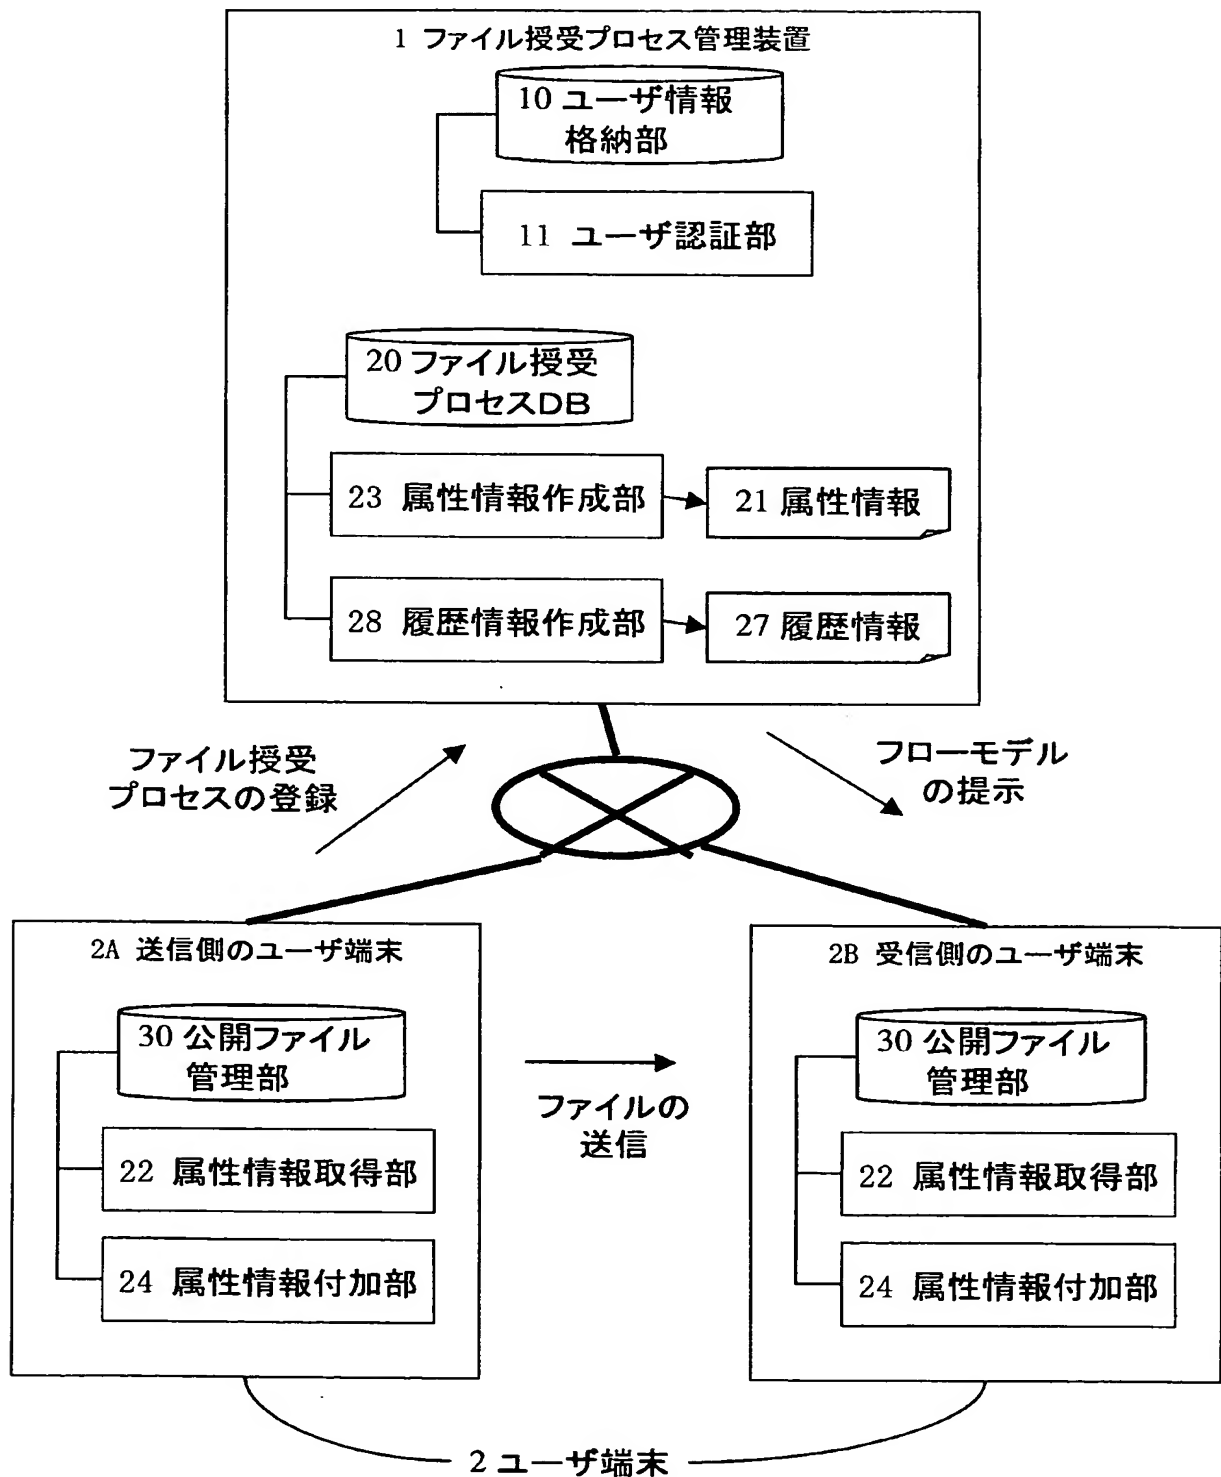 1 ファイル授受プロセス管理装置
10 ユーザ情報
格納部
11 ユーザ認証部
20 ファイル授受
プロセスDB
23 属性情報作成部
21 属性情報
28 履歴情報作成部
27 履歴情報
ファイル授受
プロセスの登録
フローモデル
の提示
2A 送信側のユーザ端末
30 公開ファイル
管理部
22 属性情報取得部
24 属性情報付加部
ファイルの
送信
2B 受信側のユーザ端末
30 公開ファイル
管理部
22 属性情報取得部
24 属性情報付加部
2 ユーザ端末